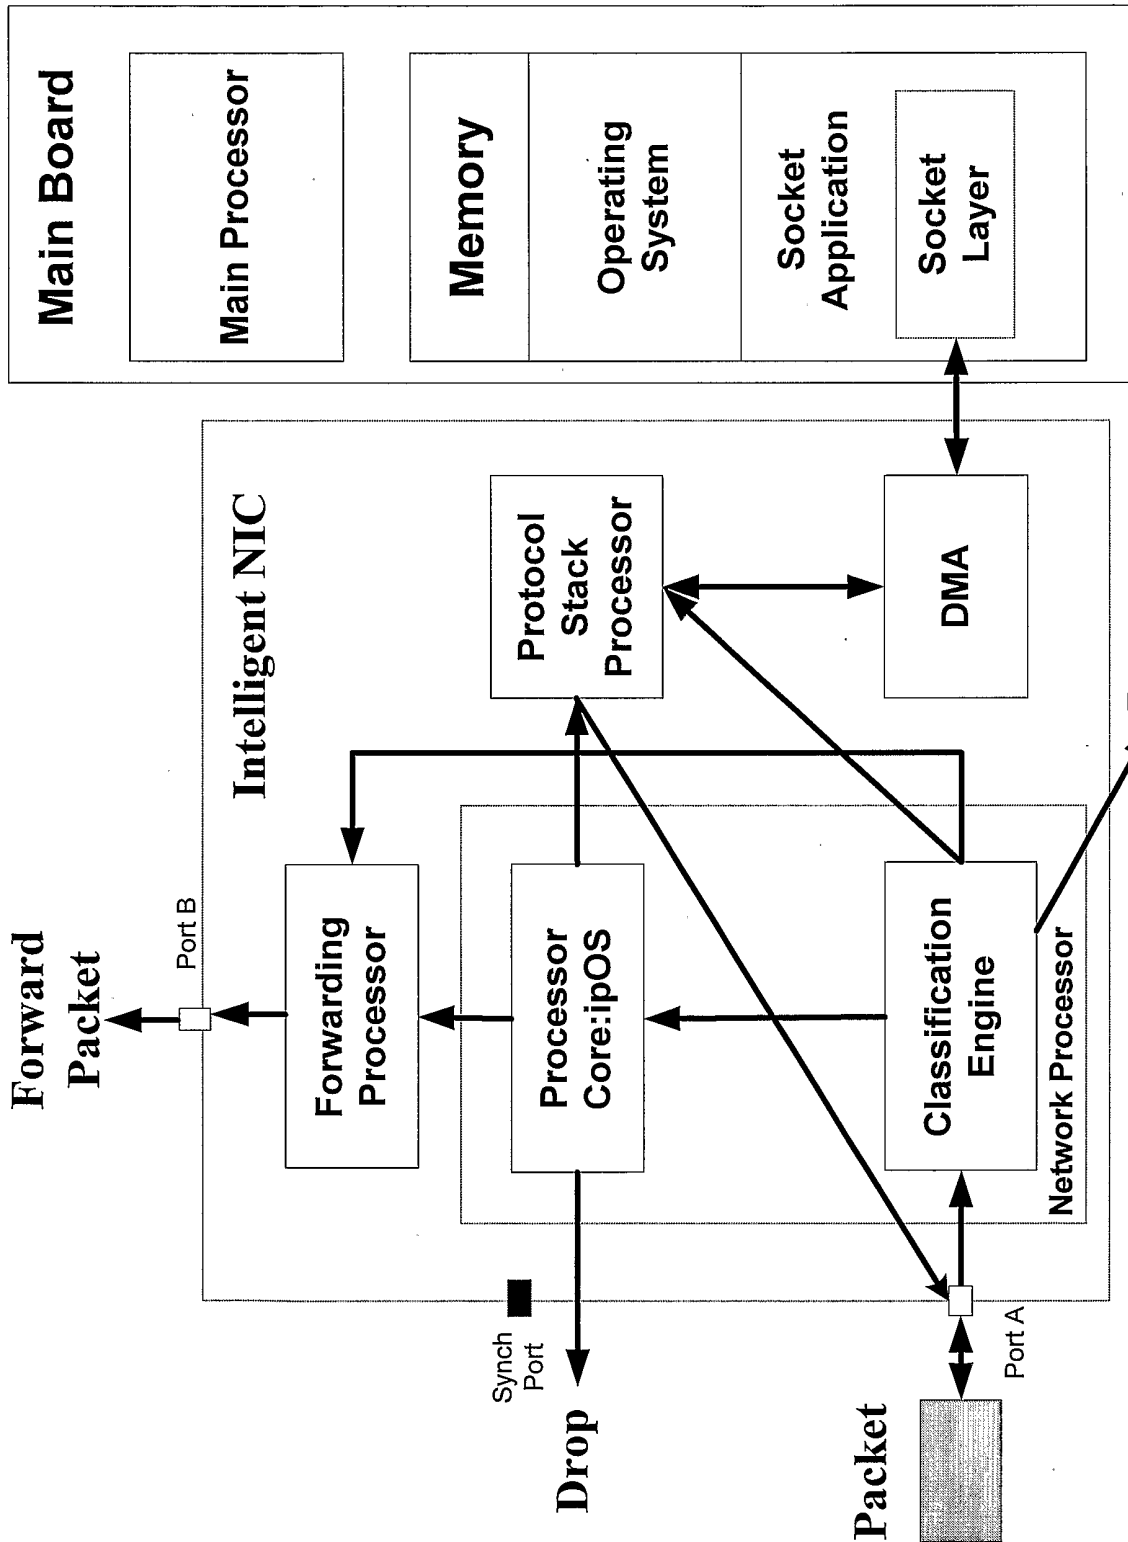 Main Board
Main Processor
Memory
Operating
System
Socket
Application
Socket
Layer
Intelligent NIC
Protocol
Stack
Processor
DMA
Forward
Packet
Port B
Forwarding
Processor
Processor
Core:ipOS
Classification
Engine
Network Processor
Synch
Port
Drop
Port A
Packet